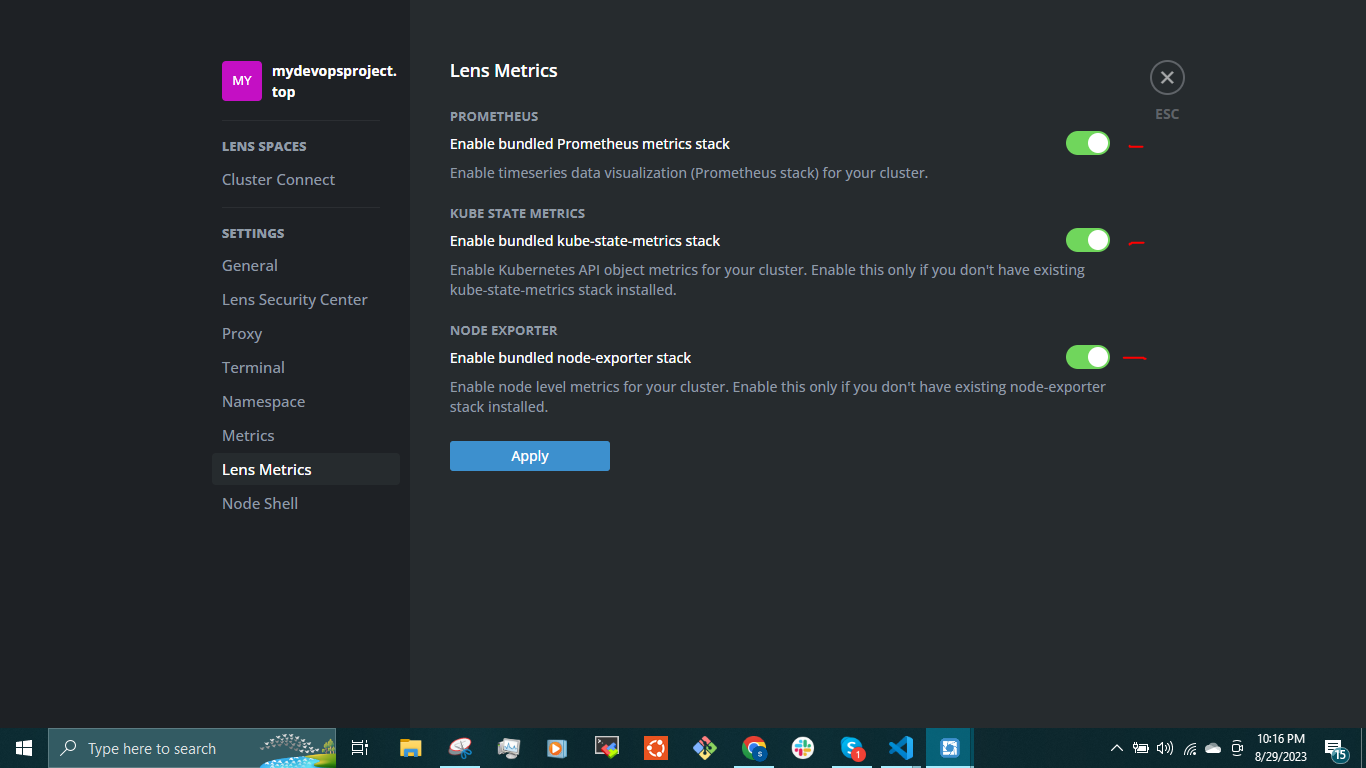 MY
mydevopsproject.
top
LENS SPACES
Cluster Connect
SETTINGS
General
Lens Security Center
Proxy
Terminal
Namespace
Metrics
Lens Metrics
Node Shell
Lens Metrics
ESC
PROMETHEUS
Enable bundled Prometheus metrics stack
Enable timeseries data visualization (Prometheus stack) for your cluster.
KUBE STATE METRICS
Enable bundled kube-state-metrics stack
Enable Kubernetes API object metrics for your cluster. Enable this only if you don't have existing
kube-state-metrics stack installed.
NODE EXPORTER
Enable bundled node-exporter stack
Enable node level metrics for your cluster. Enable this only if you don't have existing node-exporter
stack installed.
Apply
Type here to search
S
1
10:16 PM
8/29/2023
15